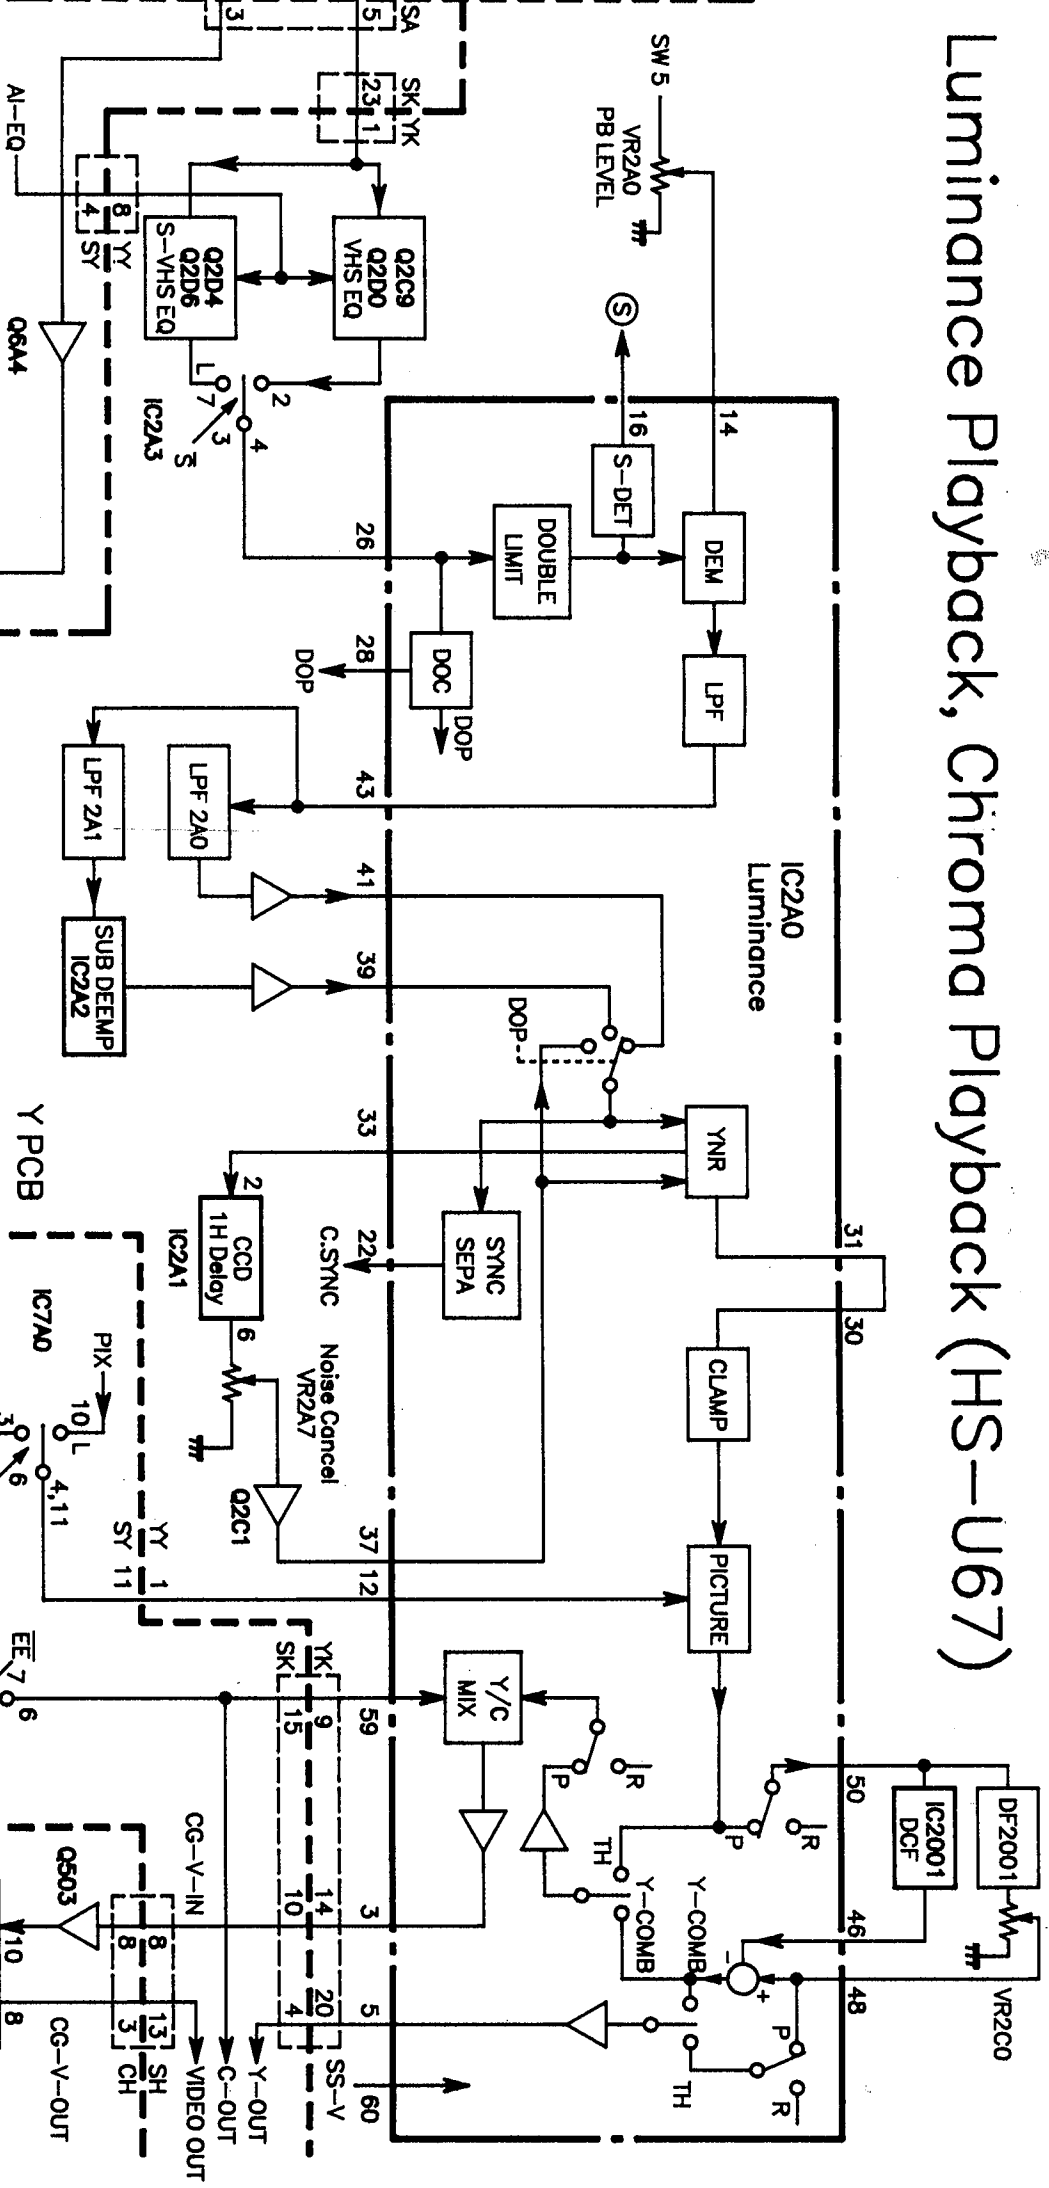 Luminance Playback, Chroma Playback (HS-U67)
SW 5
VR2A0
PB LEVEL
3
5
SA
SK
YK
23
1
AI-EQ
8
4
YY
SY
Q2C9
Q2D0
VHS EQ
Q2D4
Q2D6
S-VHS EQ
Q6A4
L
7
2
3
4
S
IC2A3
S
16
14
S-DET
DEM
LPF
26
DOUBLE
LIMIT
28
DOC
DOP
DOP
43
LPF 2A0
LPF 2A1
SUB DEEMP
IC2A2
41
39
IC2A0
Luminance
DOP
Y PCB
33
YNR
2
CCD
1H Delay
IC2A1
6
22
C.SYNC
SYNC
SEPA
31
30
CLAMP
Noise Cancel
VR2A7
Q2C1
37
12
PICTURE
IC7A0
PIX
10
L
3
6
4,11
YY
SY
1
11
EE
7
6
YK
SK
9
15
59
Y/C
MIX
P
R
50
P
R
IC2001
DCF
DF2001
VR2C0
46
48
TH
Y-COMB
Y-COMB
-
+
P
R
TH
14
10
3
20
4
5
SS-V
60
CG-V-IN
Q503
8
8
13
3
SH
CH
10
8
CG-V-OUT
VIDEO OUT
C-OUT
Y-OUT